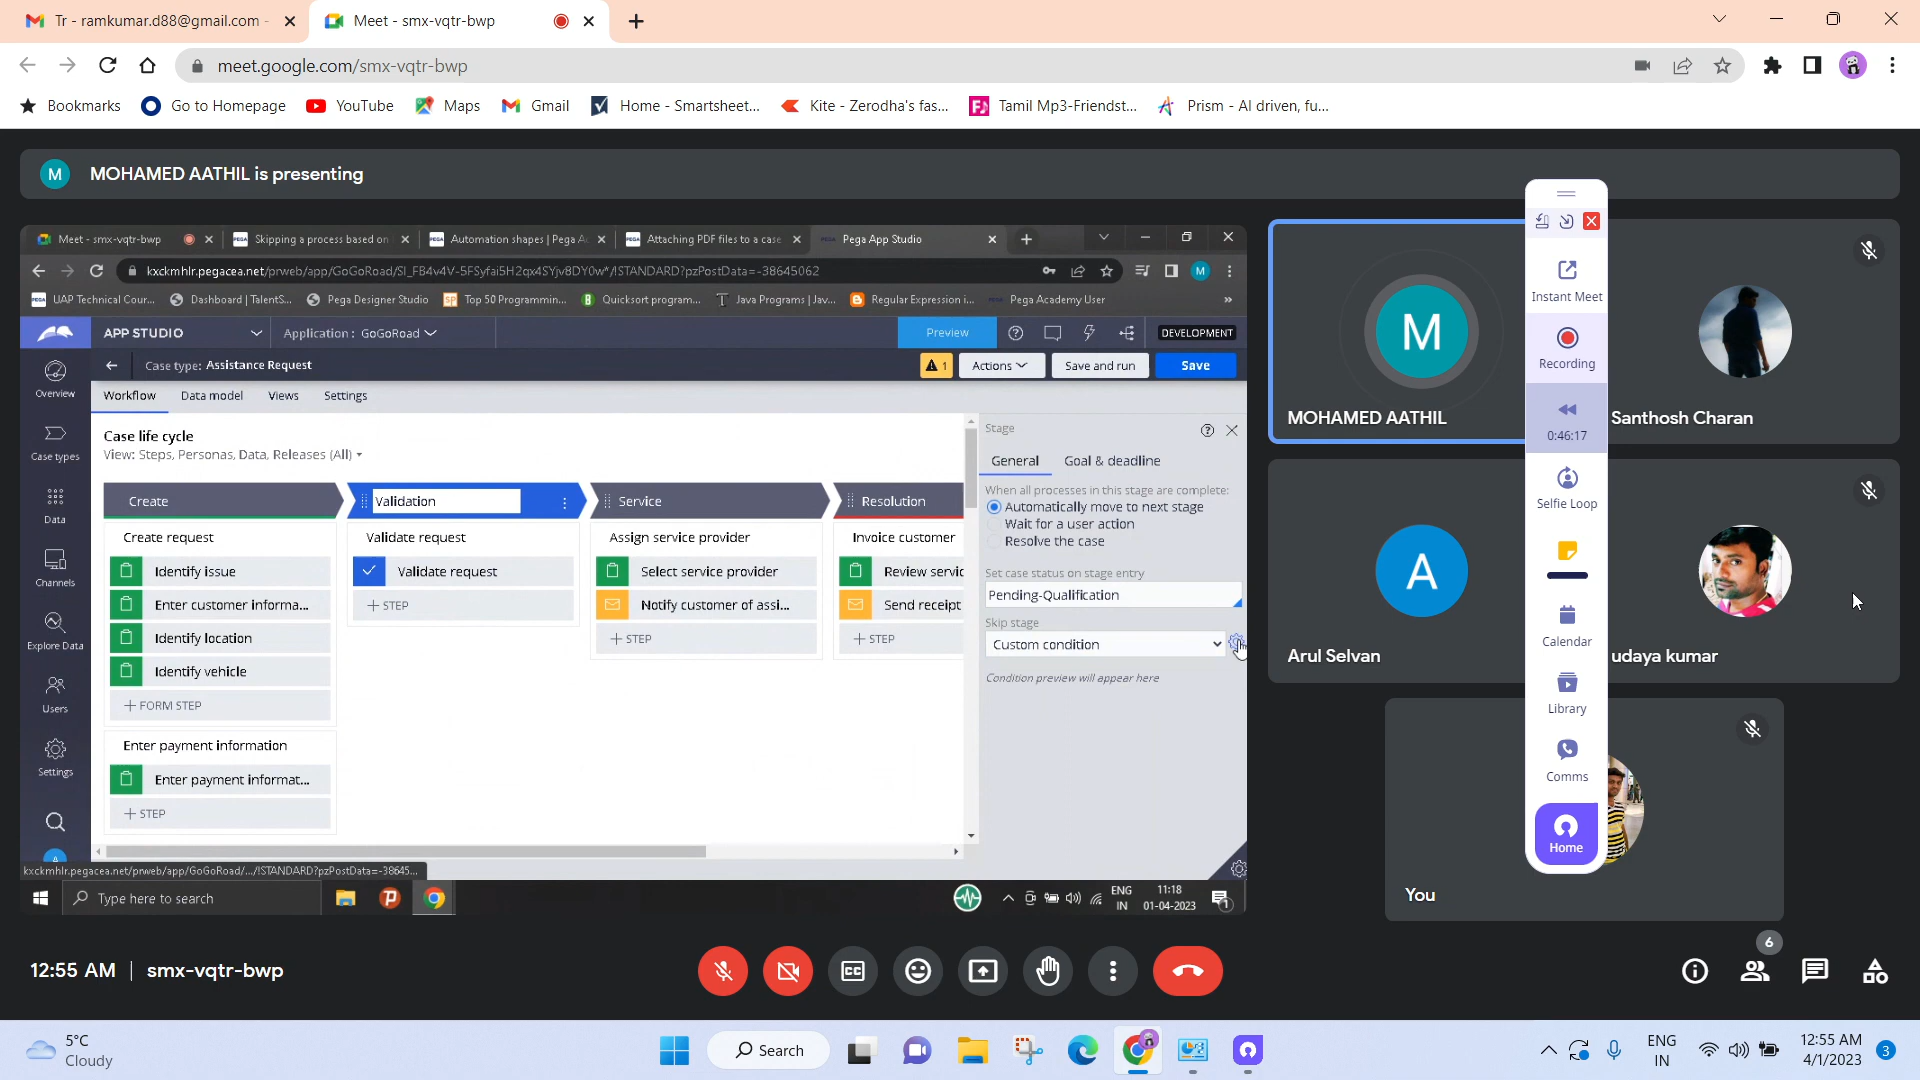 Tr - ramkumar.d88@gmail.com -
Meet - smx-vqtr-bwp
meet.google.com/smx-vqtr-bwp
Bookmarks
Go to Homepage
YouTube
Maps
Gmail
Home - Smartsheet...
Kite - Zerodha's fas...
Tamil Mp3-Friendst...
Prism - AI driven, fu...
M
MOHAMED AATHIL is presenting
Meet - smx-vqtr-bwp
Skipping a process based on
Automation shapes | Pega A
Attaching PDF files to a case
Pega App Studio
kxckmhlr.pegacea.net/prweb/app/GoGoRoad/SI_FB4v4V-5FSyfai5H2qx4SYjv8DY0w*/!STANDARD?pzPostData=-38645062
M
UAP Technical Cour...
Dashboard | TalentS...
Pega Designer Studio
Top 50 Programmin...
Quicksort program...
Java Programs | Jav...
Regular Expression i...
Pega Academy User
APP STUDIO
Application : GoGoRoad
Preview
DEVELOPMENT
Case type: Assistance Request
1
Actions
Save and run
Save
Overview
Case types
Data
Channels
Explore Data
Users
Settings
Workflow
Data model
Views
Settings
Case life cycle
View: Steps, Personas, Data, Releases (All)
Create
Validation
Service
Resolution
Create request
Validate request
Assign service provider
Invoice customer
Identify issue
Validate request
Select service provider
Review servic
Enter customer informa...
+ STEP
Notify customer of assi...
Send receipt
Identify location
+ STEP
+ STEP
Identify vehicle
+ FORM STEP
Enter payment information
Enter payment informat...
+ STEP
Stage
General
Goal & deadline
When all processes in this stage are complete:
Automatically move to next stage
Wait for a user action
Resolve the case
Set case status on stage entry
Pending-Qualification
Skip stage
Custom condition
Condition preview will appear here
kxckmhlr.pegacea.net/prweb/app/GoGoRoad/.../!STANDARD?pzPostData=-38645...
Type here to search
ENG
IN
11:18
01-04-2023
1
M
MOHAMED AATHIL
Santhosh Charan
A
Arul Selvan
udaya kumar
You
Instant Meet
Recording
0:46:17
Selfie Loop
Calendar
Library
Comms
Home
12:55 AM | smx-vqtr-bwp
6
5°C
Cloudy
Search
ENG
IN
12:55 AM
4/1/2023
3